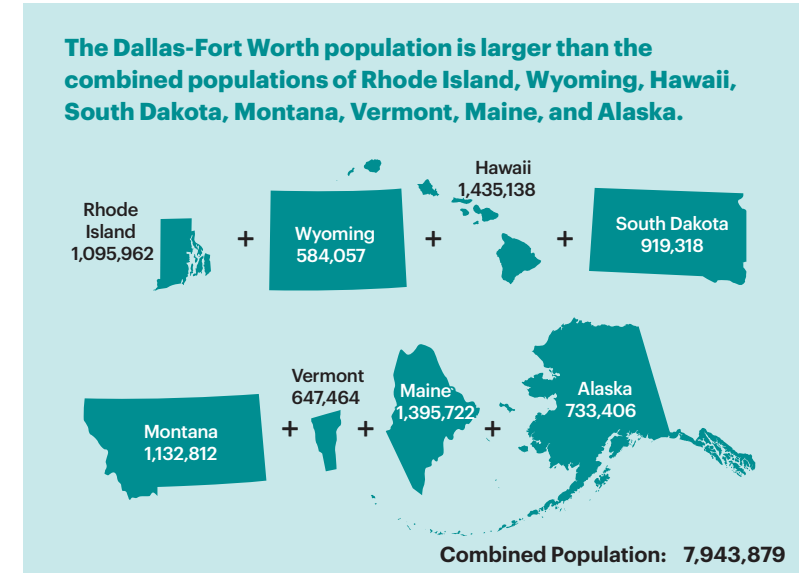 The Dallas-Fort Worth population is larger than the
combined populations of Rhode Island, Wyoming, Hawaii,
South Dakota, Montana, Vermont, Maine, and Alaska.
Rhode
Island
1,095,962
+
Wyoming
584,057
+
Hawaii
1,435,138
+
South Dakota
919,318
Montana
1,132,812
+
Vermont
647,464
+
Maine
1,395,722
+
Alaska
733,406
Combined Population: 7,943,879